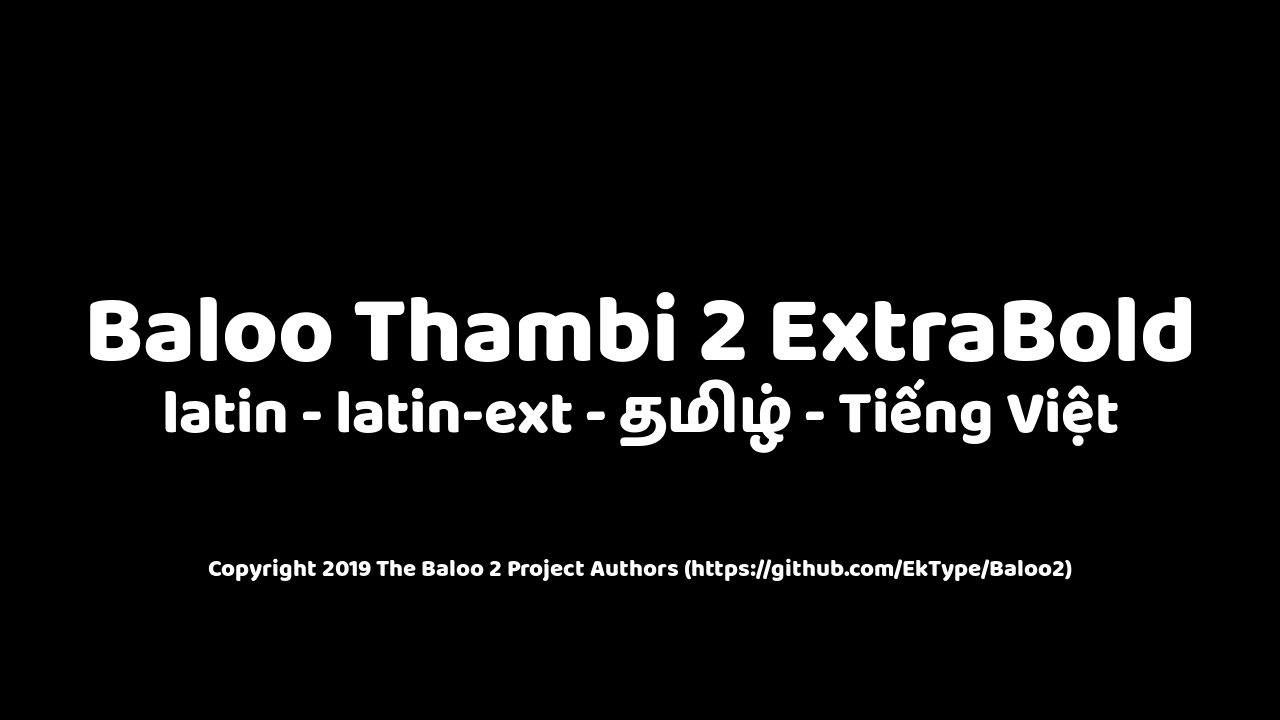 Baloo Thambi 2 ExtraBold
latin - latin-ext - தமிழ் - Tiếng Việt
Copyright 2019 The Baloo 2 Project Authors (https://github.com/EkType/Baloo2)